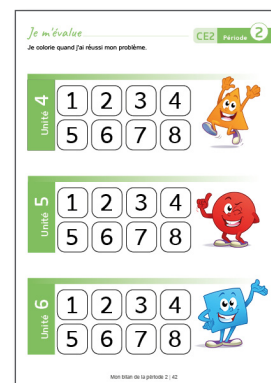 Je m'évalue
CE2 Période 2
Je colorie quand j'ai réussi mon problème.
Unité 4
1 2 3 4
5 6 7 8
Unité 5
1 2 3 4
5 6 7 8
Unité 6
1 2 3 4
5 6 7 8
Mon bilan de la période 2 | 42